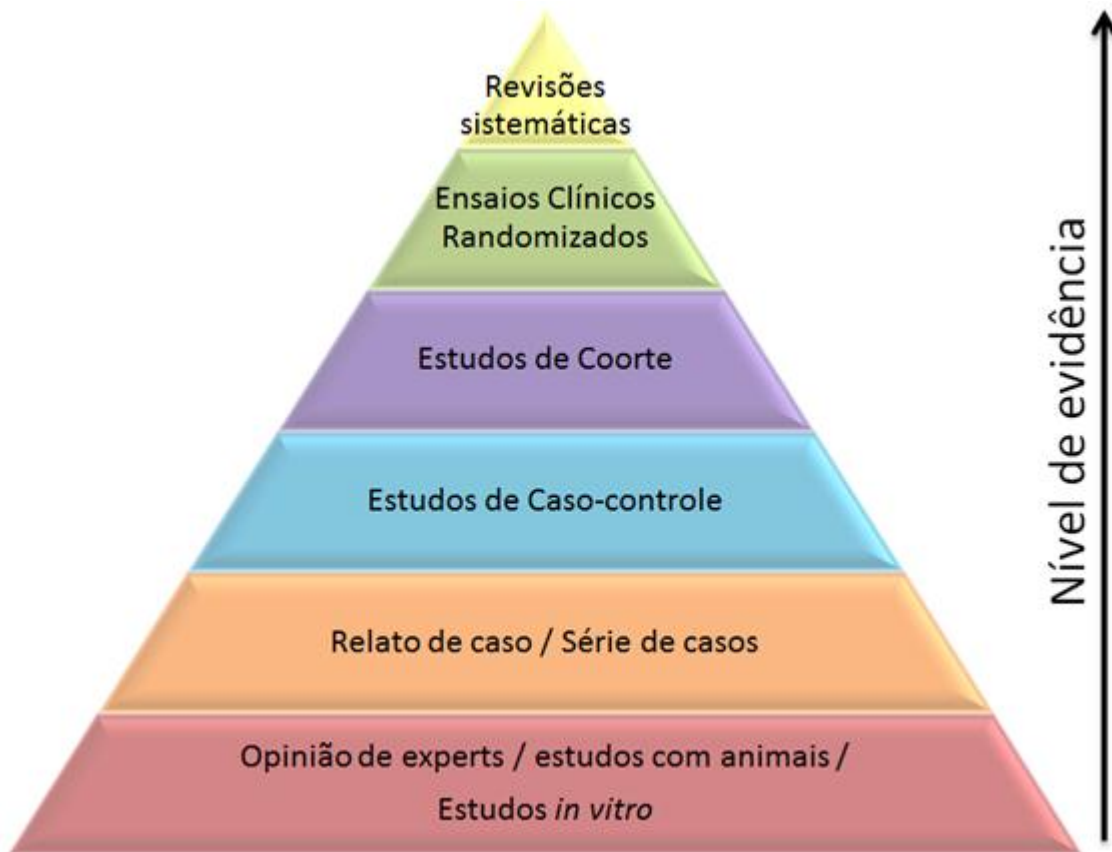 Revisões
sistemáticas
Ensaios Clínicos
Randomizados
Estudos de Coorte
Estudos de Caso-controle
Relato de caso / Série de casos
Opinião de experts / estudos com animais /
Estudos in vitro
Nível de evidência